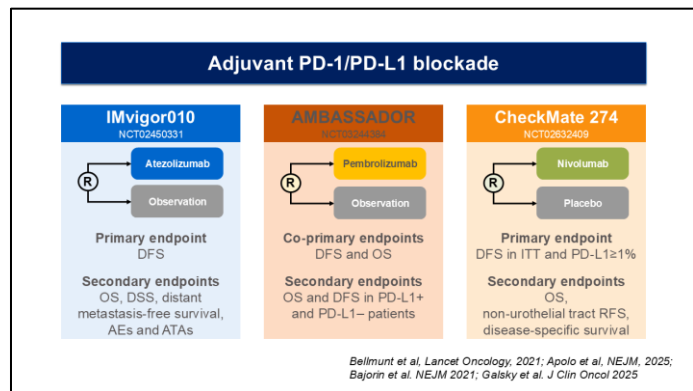 Adjuvant PD-1/PD-L1 blockade
IMvigor010
NCT02450331
R
Atezolizumab
Observation
Primary endpoint
DFS
Secondary endpoints
OS, DSS, distant
metastasis-free survival,
AEs and ATAs
AMBASSADOR
NCT03244384
R
Pembrolizumab
Observation
Co-primary endpoints
DFS and OS
Secondary endpoints
OS and DFS in PD-L1+
and PD-L1– patients
CheckMate 274
NCT02632409
R
Nivolumab
Placebo
Primary endpoint
DFS in ITT and PD-L1≥1%
Secondary endpoints
OS,
non-urothelial tract RFS,
disease-specific survival
Bellmunt et al, Lancet Oncology, 2021; Apolo et al, NEJM, 2025;
Bajorin et al. NEJM 2021; Galsky et al. J Clin Oncol 2025